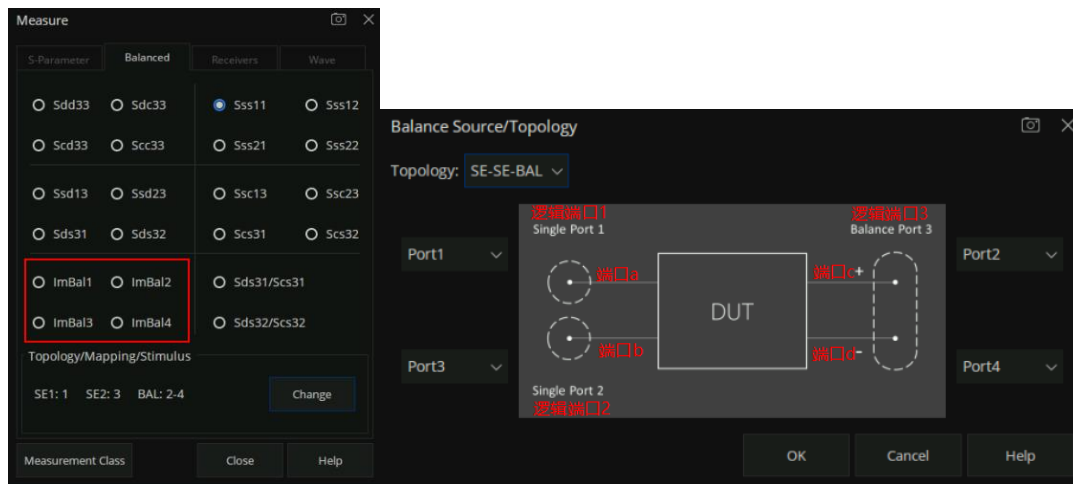 Measure
S-Parameter Balanced Receivers Wave
Sdd33 Sdc33 Sss11 Sss12
Scd33 Scc33 Sss21 Sss22
Ssd13 Ssd23 Ssc13 Ssc23
Sds31 Sds32 Scs31 Scs32
ImBal1 ImBal2 Sds31/Scs31
ImBal3 ImBal4 Sds32/Scs32
Topology/Mapping/Stimulus
SE1: 1 SE2: 3 BAL: 2-4 Change
Measurement Class Close Help
Balance Source/Topology
Topology: SE-SE-BAL
逻辑端口1 逻辑端口3
Single Port 1 Balance Port 3
Port1 Port2
端口a 端口c+
DUT
端口b 端口d-
Port3 Port4
Single Port 2
逻辑端口2
OK Cancel Help